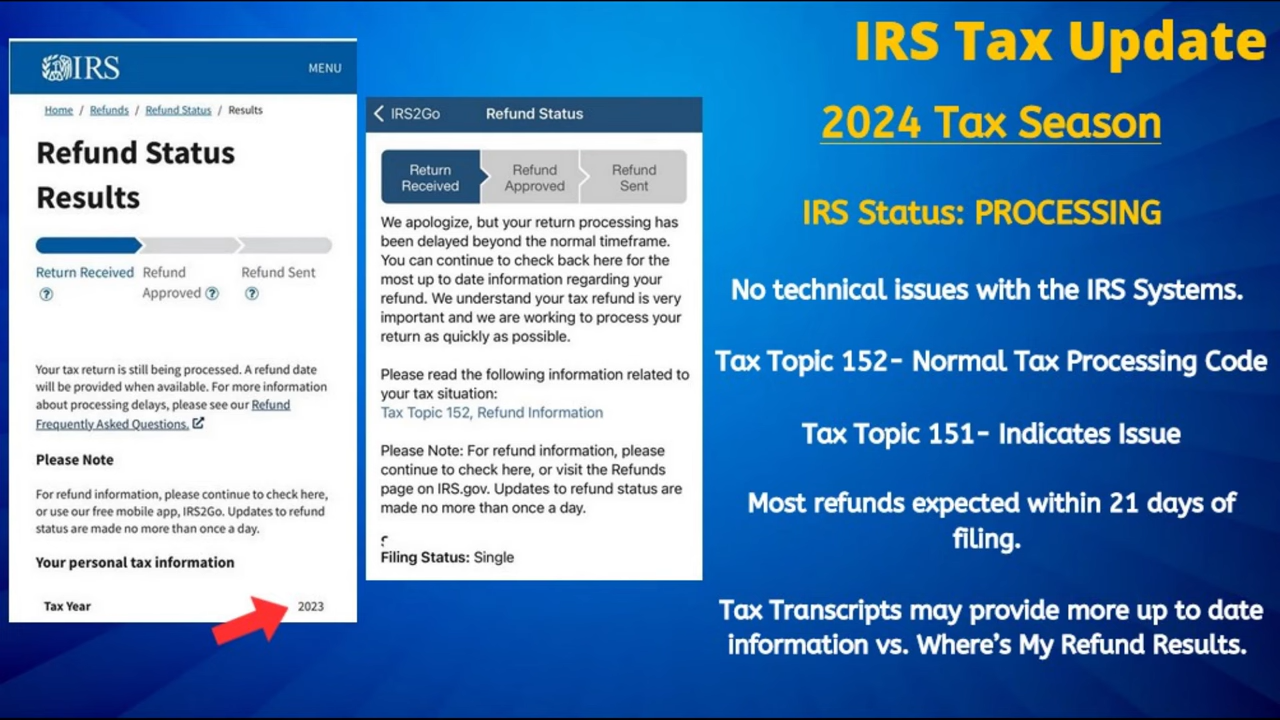 IRS
MENU
Home / Refunds / Refund Status / Results
Refund Status
Results
Return Received
Refund
Approved
Refund Sent
?
?
?
Your tax return is still being processed. A refund date
will be provided when available. For more information
about processing delays, please see our Refund
Frequently Asked Questions.
Please Note
For refund information, please continue to check here,
or use our free mobile app, IRS2Go. Updates to refund
status are made no more than once a day.
Your personal tax information
Tax Year 2023
IRS2Go
Refund Status
Return
Received
Refund
Approved
Refund
Sent
We apologize, but your return processing has
been delayed beyond the normal timeframe.
You can continue to check back here for the
most up to date information regarding your
refund. We understand your tax refund is very
important and we are working to process your
return as quickly as possible.
Please read the following information related to
your tax situation:
Tax Topic 152, Refund Information
Please Note: For refund information, please
continue to check here, or visit the Refunds
page on IRS.gov. Updates to refund status are
made no more than once a day.
Filing Status: Single
IRS Tax Update
2024 Tax Season
IRS Status: PROCESSING
No technical issues with the IRS Systems.
Tax Topic 152- Normal Tax Processing Code
Tax Topic 151- Indicates Issue
Most refunds expected within 21 days of
filing.
Tax Transcripts may provide more up to date
information vs. Where's My Refund Results.